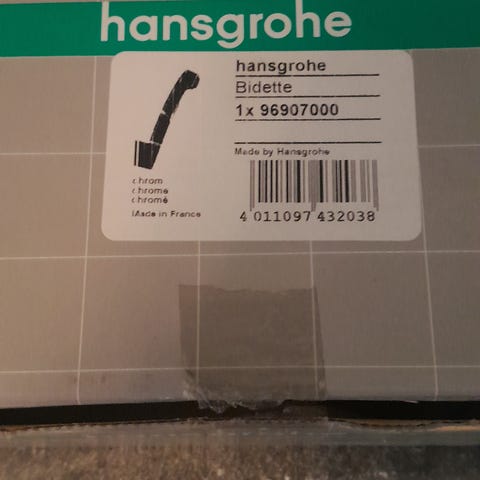 hansgrohe
hansgrohe
Bidette
1x 96907000
Made by Hansgrohe
chrom
chrome
chromé
Made in France
4 011097 432038